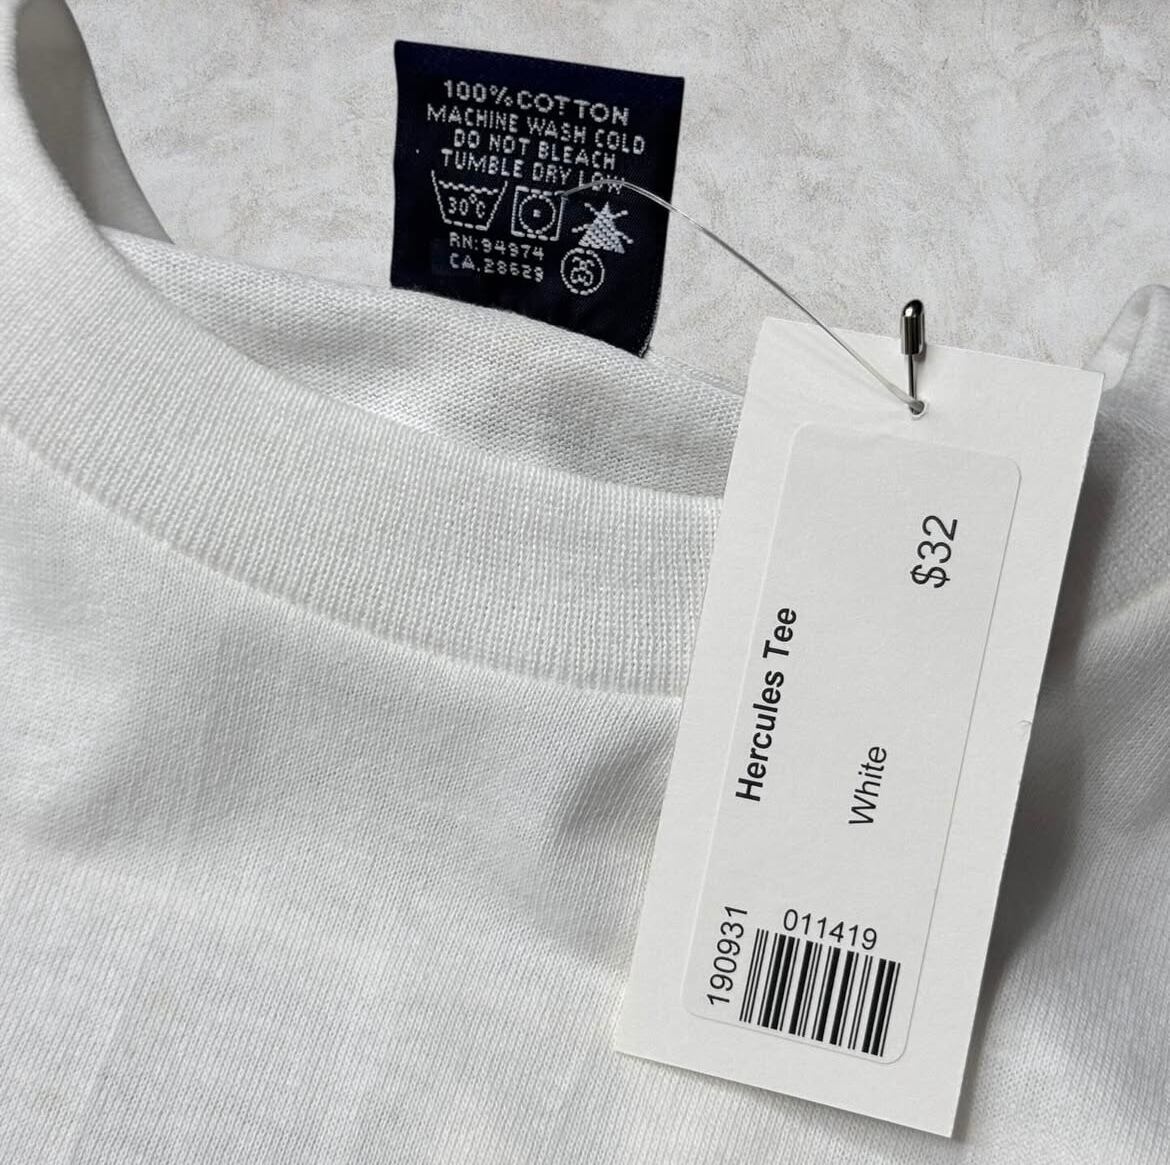 100% COTTON
MACHINE WASH COLD
DO NOT BLEACH
TUMBLE DRY LOW
30°C
RN: 94974
CA. 28629
$32
Hercules Tee
White
190931
011419